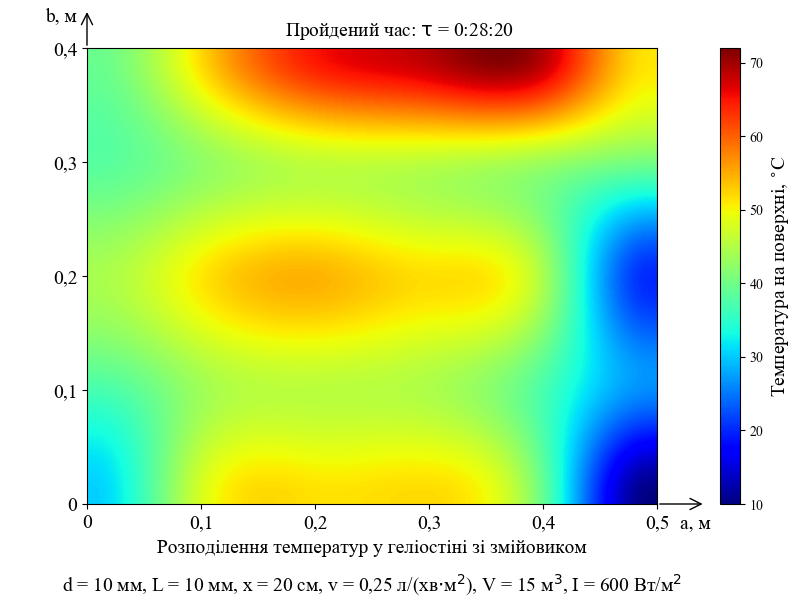 b, м
Пройдений час: τ = 0:28:20
0,4
0,3
0,2
0,1
0
0 0,1 0,2 0,3 0,4 0,5 a, м
70
60
50
40
30
20
10
Температура на поверхні, °C
Розподілення температур у геліостіні зі змійовиком
d = 10 мм, L = 10 мм, x = 20 см, v = 0,25 л/(хв·м²), V = 15 м³, I = 600 Вт/м²